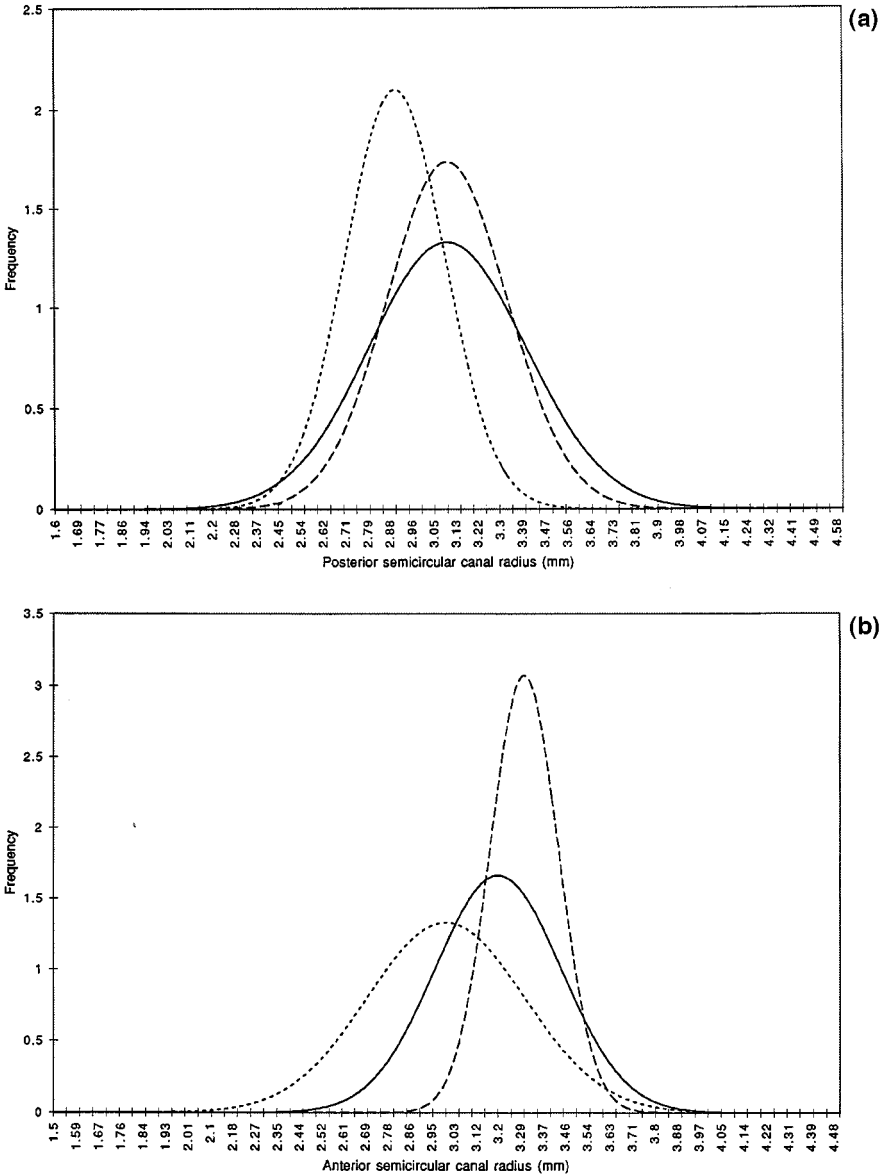 (a)
2.5
2
1.5
1
0.5
0
Frequency
1.6 1.69 1.77 1.86 1.94 2.03 2.11 2.2 2.28 2.37 2.45 2.54 2.62 2.71 2.79 2.88 2.96 3.05 3.13 3.22 3.3 3.39 3.47 3.56 3.64 3.73 3.81 3.9 3.98 4.07 4.15 4.24 4.32 4.41 4.49 4.58
Posterior semicircular canal radius (mm)
(b)
3.5
3
2.5
2
1.5
1
0.5
0
Frequency
1.5 1.59 1.67 1.76 1.84 1.93 2.01 2.1 2.18 2.27 2.35 2.44 2.52 2.61 2.69 2.78 2.86 2.95 3.03 3.12 3.2 3.29 3.37 3.46 3.54 3.63 3.71 3.8 3.88 3.97 4.05 4.14 4.22 4.31 4.39 4.48
Anterior semicircular canal radius (mm)